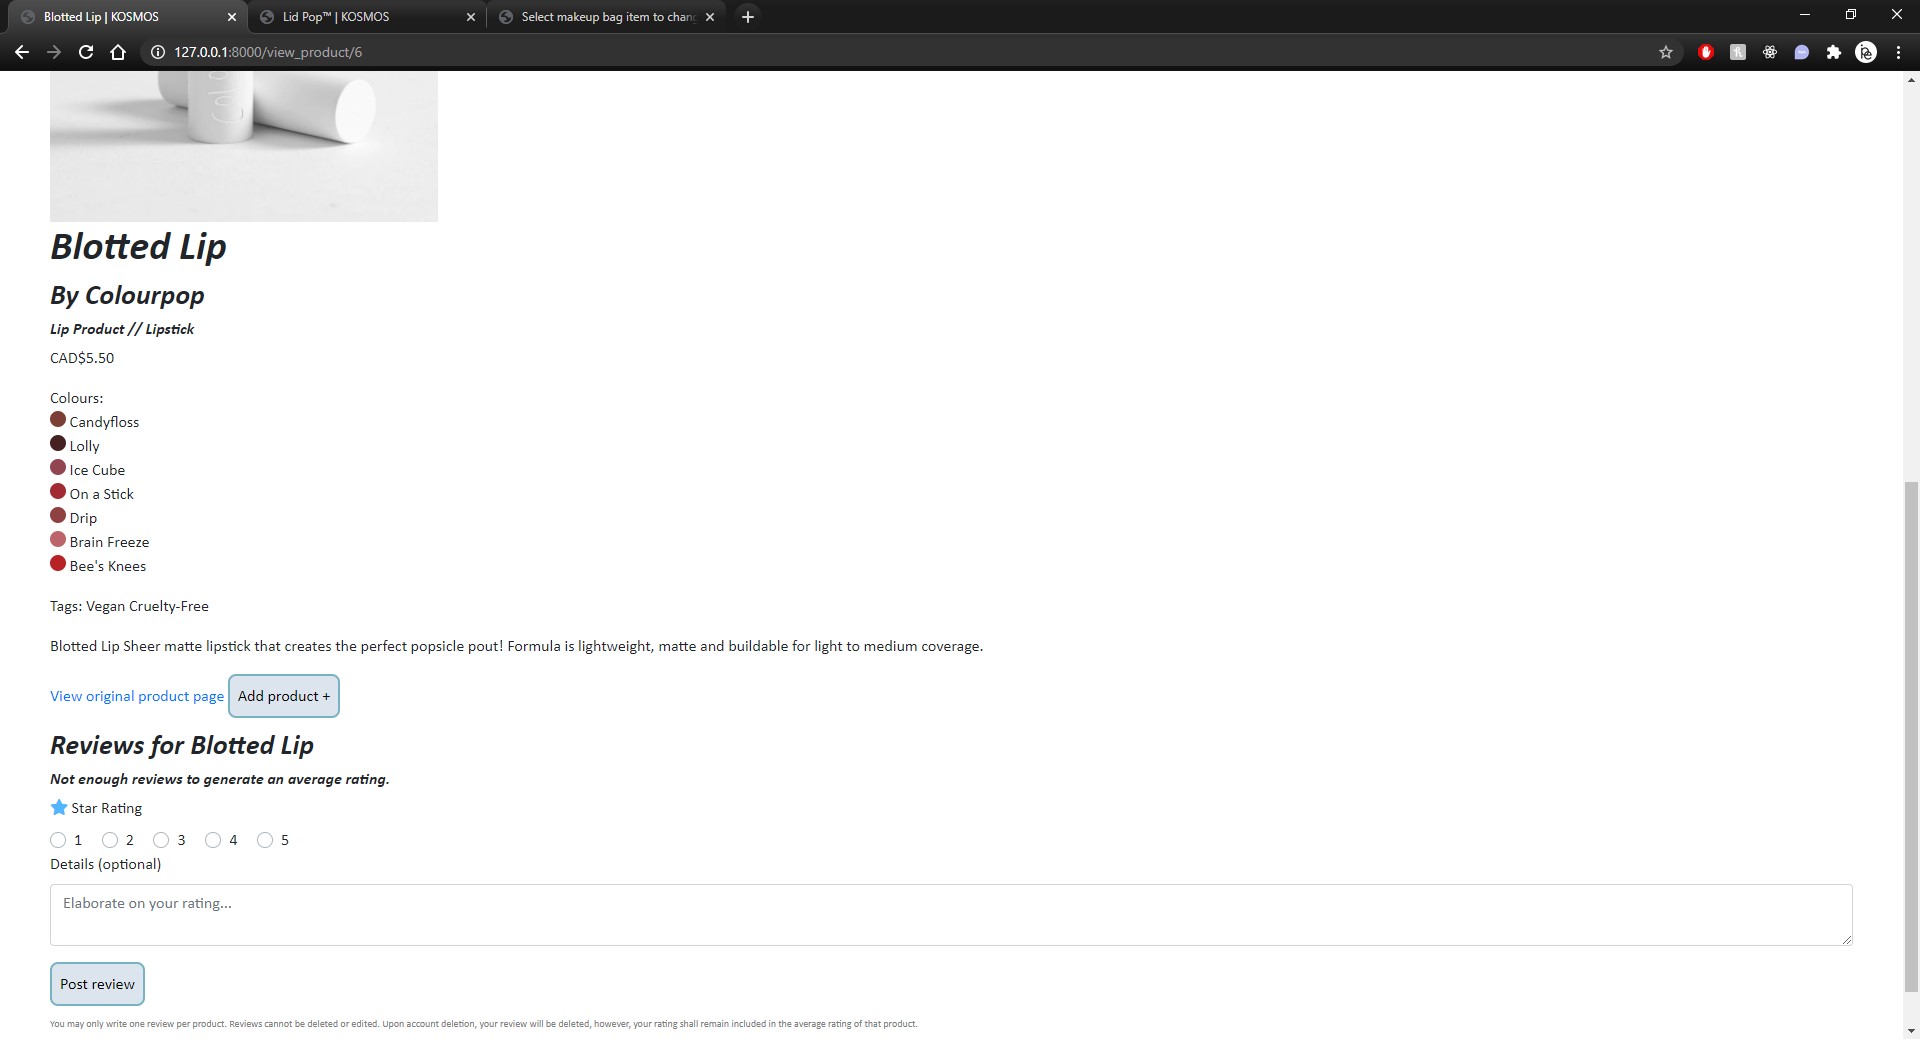 Blotted Lip | KOSMOS
Lid Pop™ | KOSMOS
Select makeup bag item to chan
127.0.0.1:8000/view_product/6
Blotted Lip
By Colourpop
Lip Product // Lipstick
CAD$5.50
Colours:
Candyfloss
Lolly
Ice Cube
On a Stick
Drip
Brain Freeze
Bee's Knees
Tags: Vegan Cruelty-Free
Blotted Lip Sheer matte lipstick that creates the perfect popsicle pout! Formula is lightweight, matte and buildable for light to medium coverage.
View original product page Add product +
Reviews for Blotted Lip
Not enough reviews to generate an average rating.
Star Rating
1 2 3 4 5
Details (optional)
Elaborate on your rating...
Post review
You may only write one review per product. Reviews cannot be deleted or edited. Upon account deletion, your review will be deleted, however, your rating shall remain included in the average rating of that product.